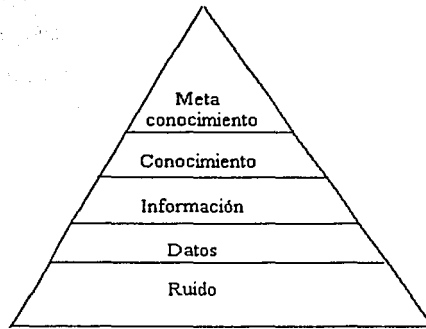 Meta
conocimiento
Conocimiento
Información
Datos
Ruido